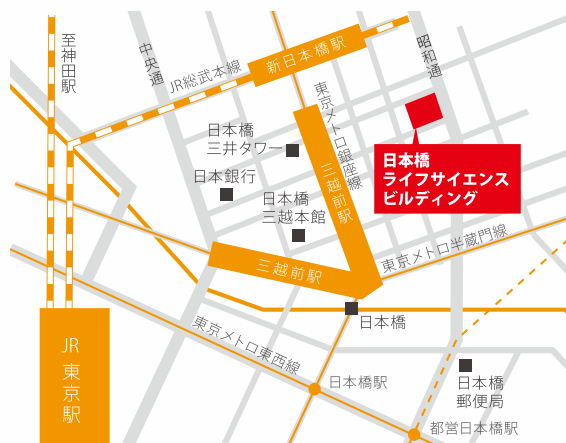 至神田駅
中央通
JR総武本線
新日本橋駅
昭和通
東京メトロ銀座線
日本橋
三井タワー
日本銀行
日本橋
三越本館
三越前駅
日本橋
ライフサイエンス
ビルディング
三越前駅
東京メトロ半蔵門線
日本橋
東京メトロ東西線
JR
東京駅
日本橋駅
日本橋
郵便局
都営日本橋駅